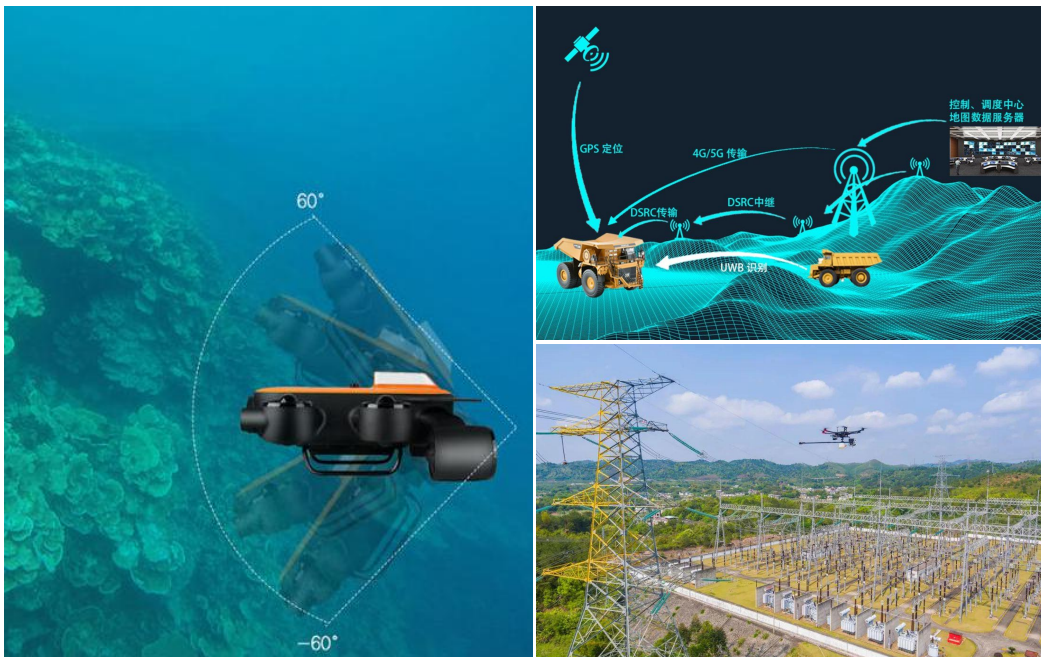 60°
−60°
控制、调度中心
地图数据服务器
GPS 定位
4G/5G 传输
DSRC传输
DSRC中继
UWB 识别